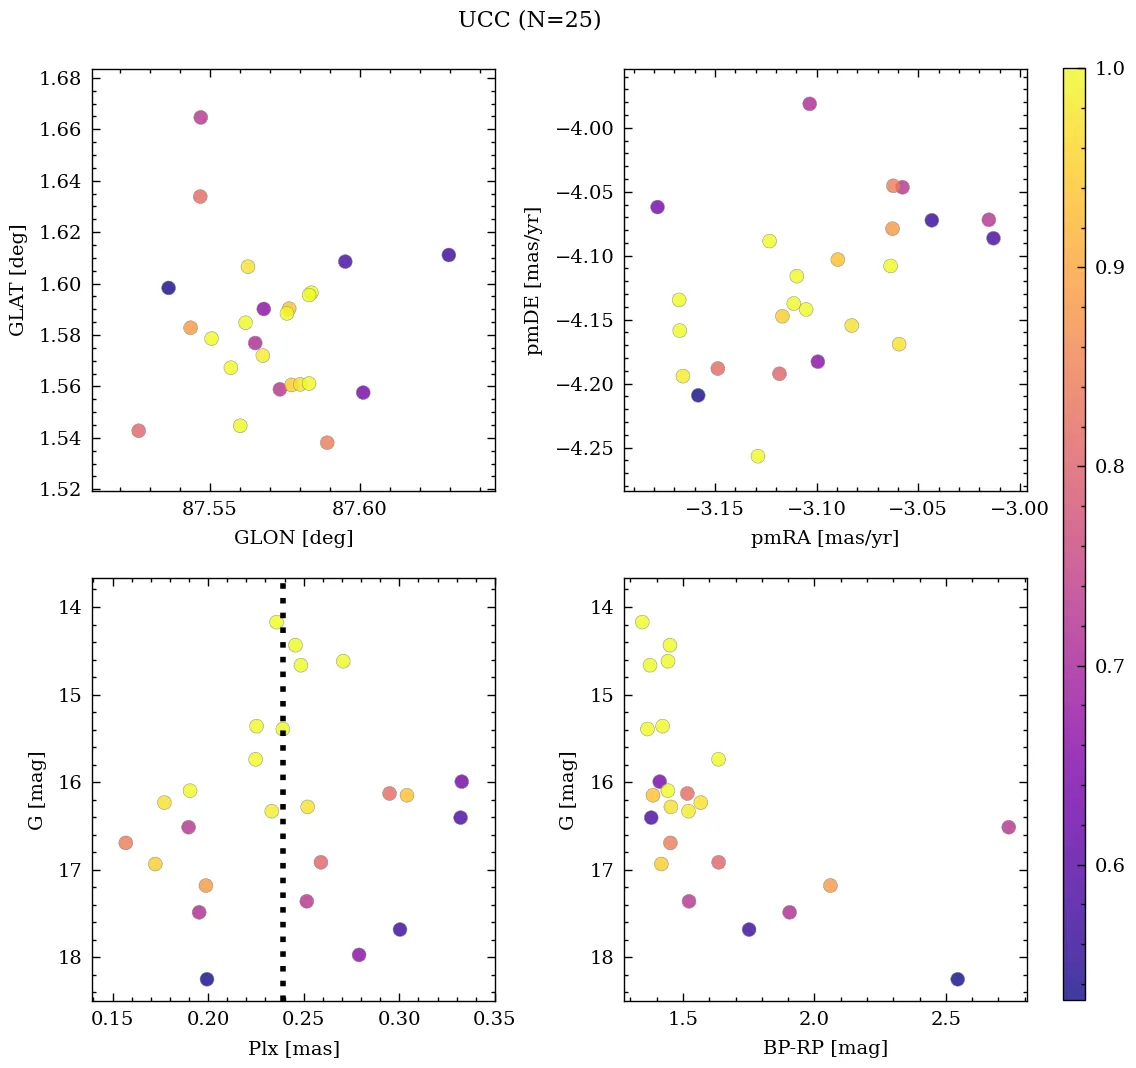 UCC (N=25)
1.68
1.66
1.64
1.62
1.60
1.58
1.56
1.54
1.52
GLAT [deg]
87.55 87.60
GLON [deg]
−4.00
−4.05
−4.10
−4.15
−4.20
−4.25
pmDE [mas/yr]
−3.15 −3.10 −3.05 −3.00
pmRA [mas/yr]
1.0
0.9
0.8
0.7
0.6
14
15
16
17
18
G [mag]
0.15 0.20 0.25 0.30 0.35
Plx [mas]
14
15
16
17
18
G [mag]
1.5 2.0 2.5
BP-RP [mag]